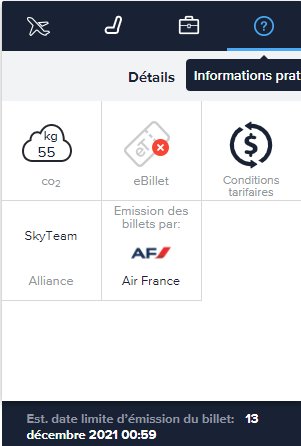 Détails
Informations prat
kg
55
co2
eTi
eBillet
Conditions
tarifaires
SkyTeam
Alliance
Emission des
billets par:
AF
Air France
Est. date limite d'émission du billet: 13
décembre 2021 00:59